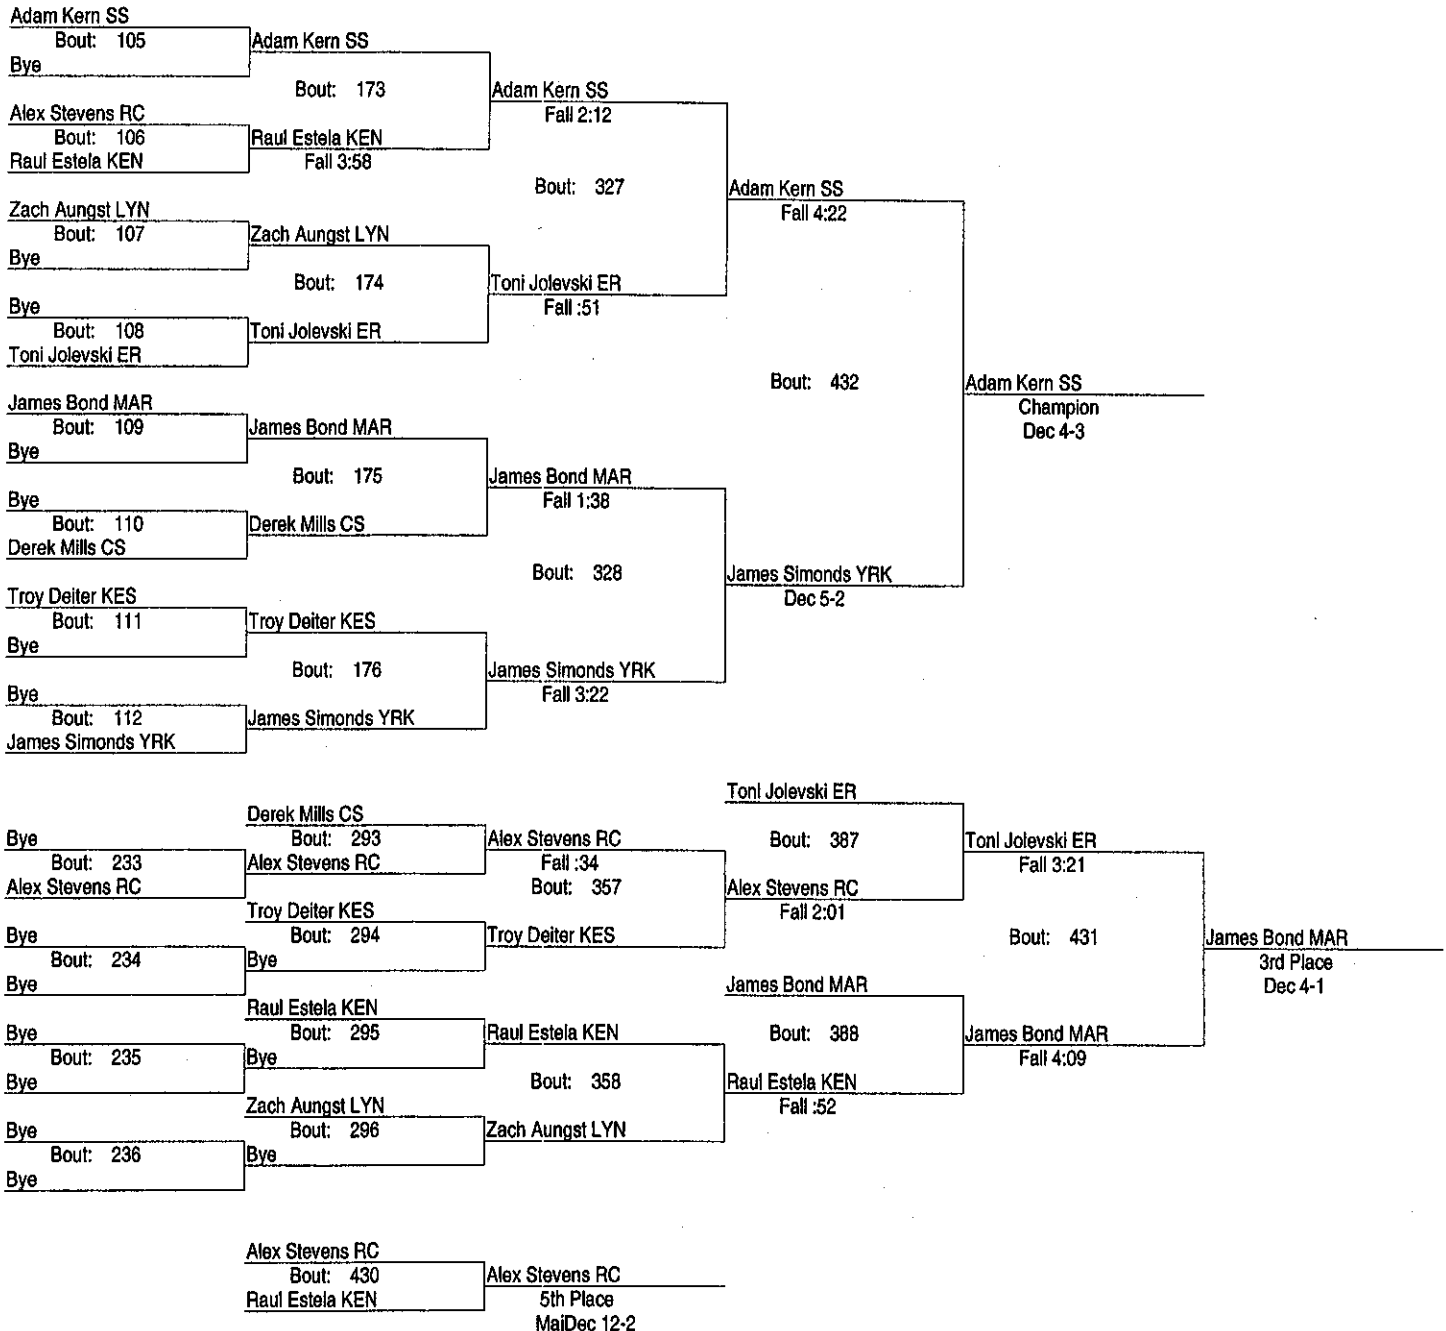 Adam Kern SS
Bout: 105
Bye
Adam Kern SS
Bout: 173
Alex Stevens RC
Bout: 106
Raul Estela KEN
Raul Estela KEN
Fall 3:58
Adam Kern SS
Fall 2:12
Bout: 327
Zach Aungst LYN
Bout: 107
Bye
Zach Aungst LYN
Bout: 174
Bye
Bout: 108
Toni Jolevski ER
Toni Jolevski ER
Toni Jolevski ER
Fall :51
Adam Kern SS
Fall 4:22
Bout: 432
Adam Kern SS
Champion
Dec 4-3
James Bond MAR
Bout: 109
Bye
James Bond MAR
Bout: 175
Bye
Bout: 110
Derek Mills CS
Derek Mills CS
James Bond MAR
Fall 1:38
Bout: 328
James Simonds YRK
Dec 5-2
Troy Deiter KES
Bout: 111
Bye
Troy Deiter KES
Bout: 176
Bye
Bout: 112
James Simonds YRK
James Simonds YRK
James Simonds YRK
Fall 3:22
Bye
Bout: 233
Alex Stevens RC
Derek Mills CS
Bout: 293
Alex Stevens RC
Alex Stevens RC
Fall :34
Bout: 357
Bye
Bout: 234
Bye
Troy Deiter KES
Bout: 294
Bye
Troy Deiter KES
Toni Jolevski ER
Bout: 387
Alex Stevens RC
Fall 2:01
Toni Jolevski ER
Fall 3:21
Bout: 431
James Bond MAR
3rd Place
Dec 4-1
Bye
Bout: 235
Bye
Raul Estela KEN
Bout: 295
Bye
Raul Estela KEN
Bout: 358
Bye
Bout: 236
Bye
Zach Aungst LYN
Bout: 296
Bye
Zach Aungst LYN
James Bond MAR
Bout: 388
Raul Estela KEN
Fall :52
James Bond MAR
Fall 4:09
Alex Stevens RC
Bout: 430
Raul Estela KEN
Alex Stevens RC
5th Place
MajDec 12-2